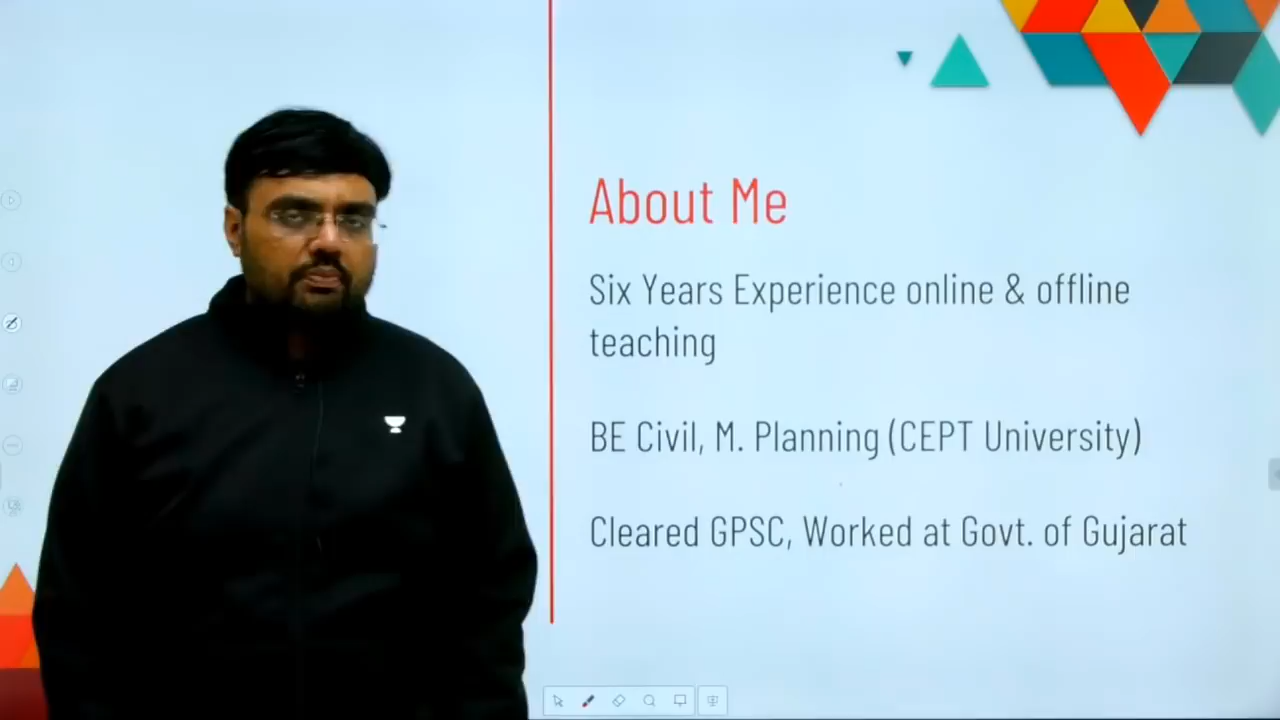 About Me
Six Years Experience online & offline
teaching
BE Civil, M. Planning (CEPT University)
Cleared GPSC, Worked at Govt. of Gujarat